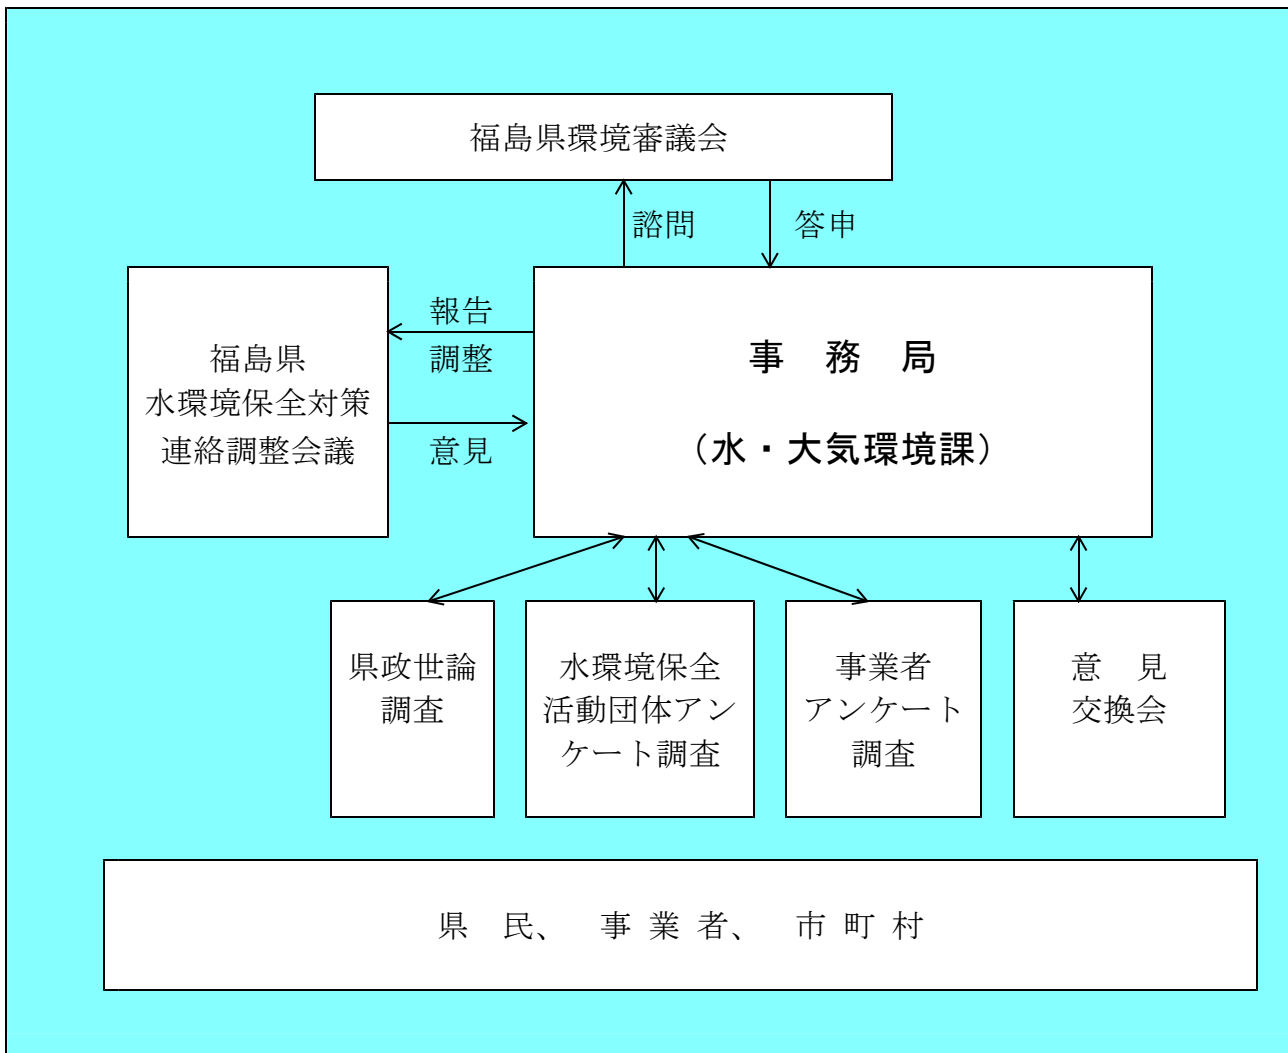 福島県環境審議会
諮問
答申
福島県
水環境保全対策
連絡調整会議
報告
調整
意見
事　務　局
（水・大気環境課）
県政世論
調査
水環境保全
活動団体アン
ケート調査
事業者
アンケート
調査
意　見
交換会
県　民、　事 業 者、　市 町 村